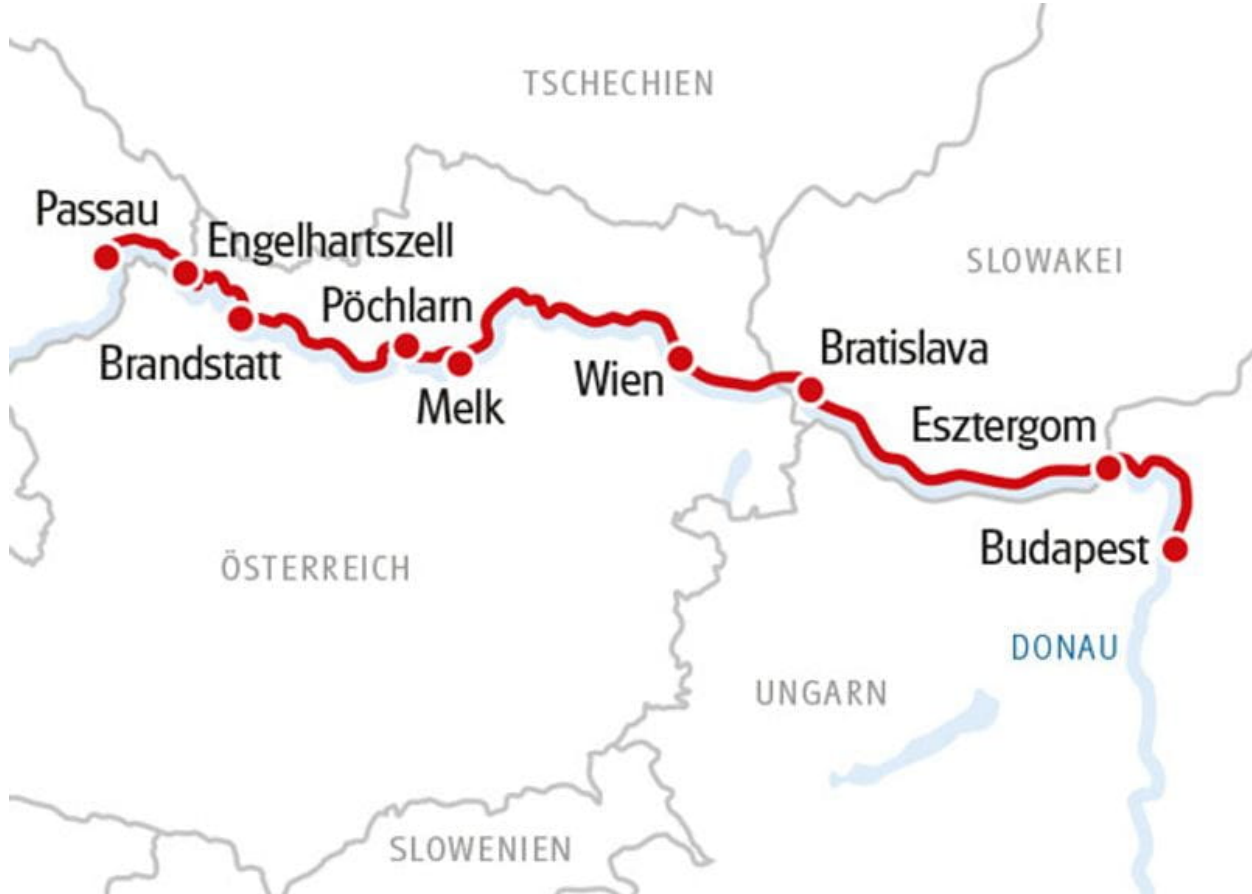 TSCHECHIEN
Passau
Engelhartszell
SLOWAKEI
Pöchlarn
Brandstatt
Bratislava
Wien
Melk
Esztergom
Budapest
ÖSTERREICH
DONAU
UNGARN
SLOWENIEN